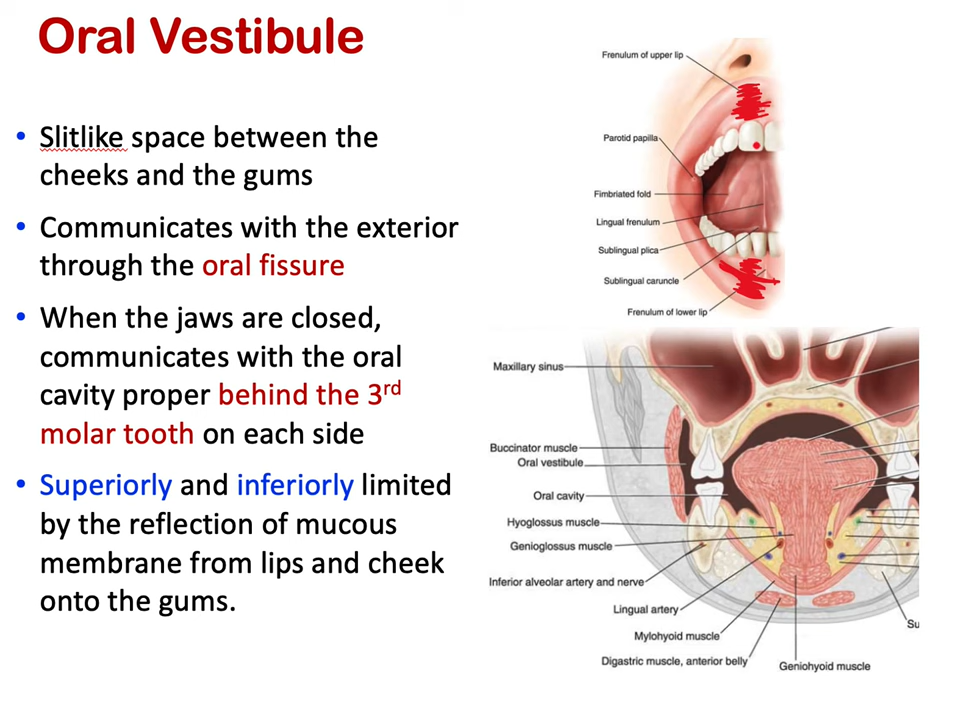 Oral Vestibule
• Slitlike space between the
cheeks and the gums
• Communicates with the exterior
through the oral fissure
• When the jaws are closed,
communicates with the oral
cavity proper behind the 3rd
molar tooth on each side
• Superiorly and inferiorly limited
by the reflection of mucous
membrane from lips and cheek
onto the gums.
Frenulum of upper lip
Parotid papilla
Fimbriated fold
Lingual frenulum
Sublingual plica
Sublingual caruncle
Frenulum of lower lip
Maxillary sinus
Buccinator muscle
Oral vestibule
Oral cavity
Hyoglossus muscle
Genioglossus muscle
Inferior alveolar artery and nerve
Lingual artery
Mylohyoid muscle
Digastric muscle, anterior belly
Geniohyoid muscle
Su